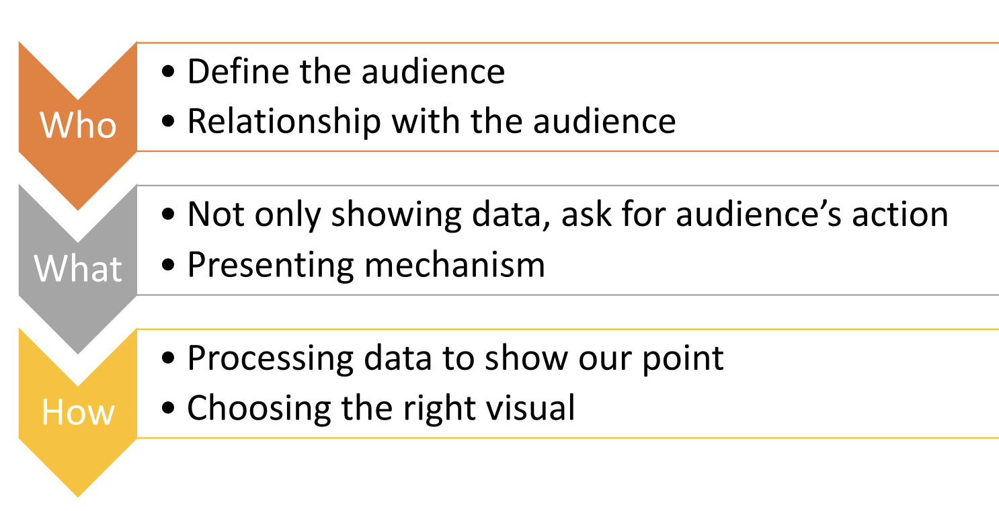 Who
• Define the audience
• Relationship with the audience
What
• Not only showing data, ask for audience’s action
• Presenting mechanism
How
• Processing data to show our point
• Choosing the right visual